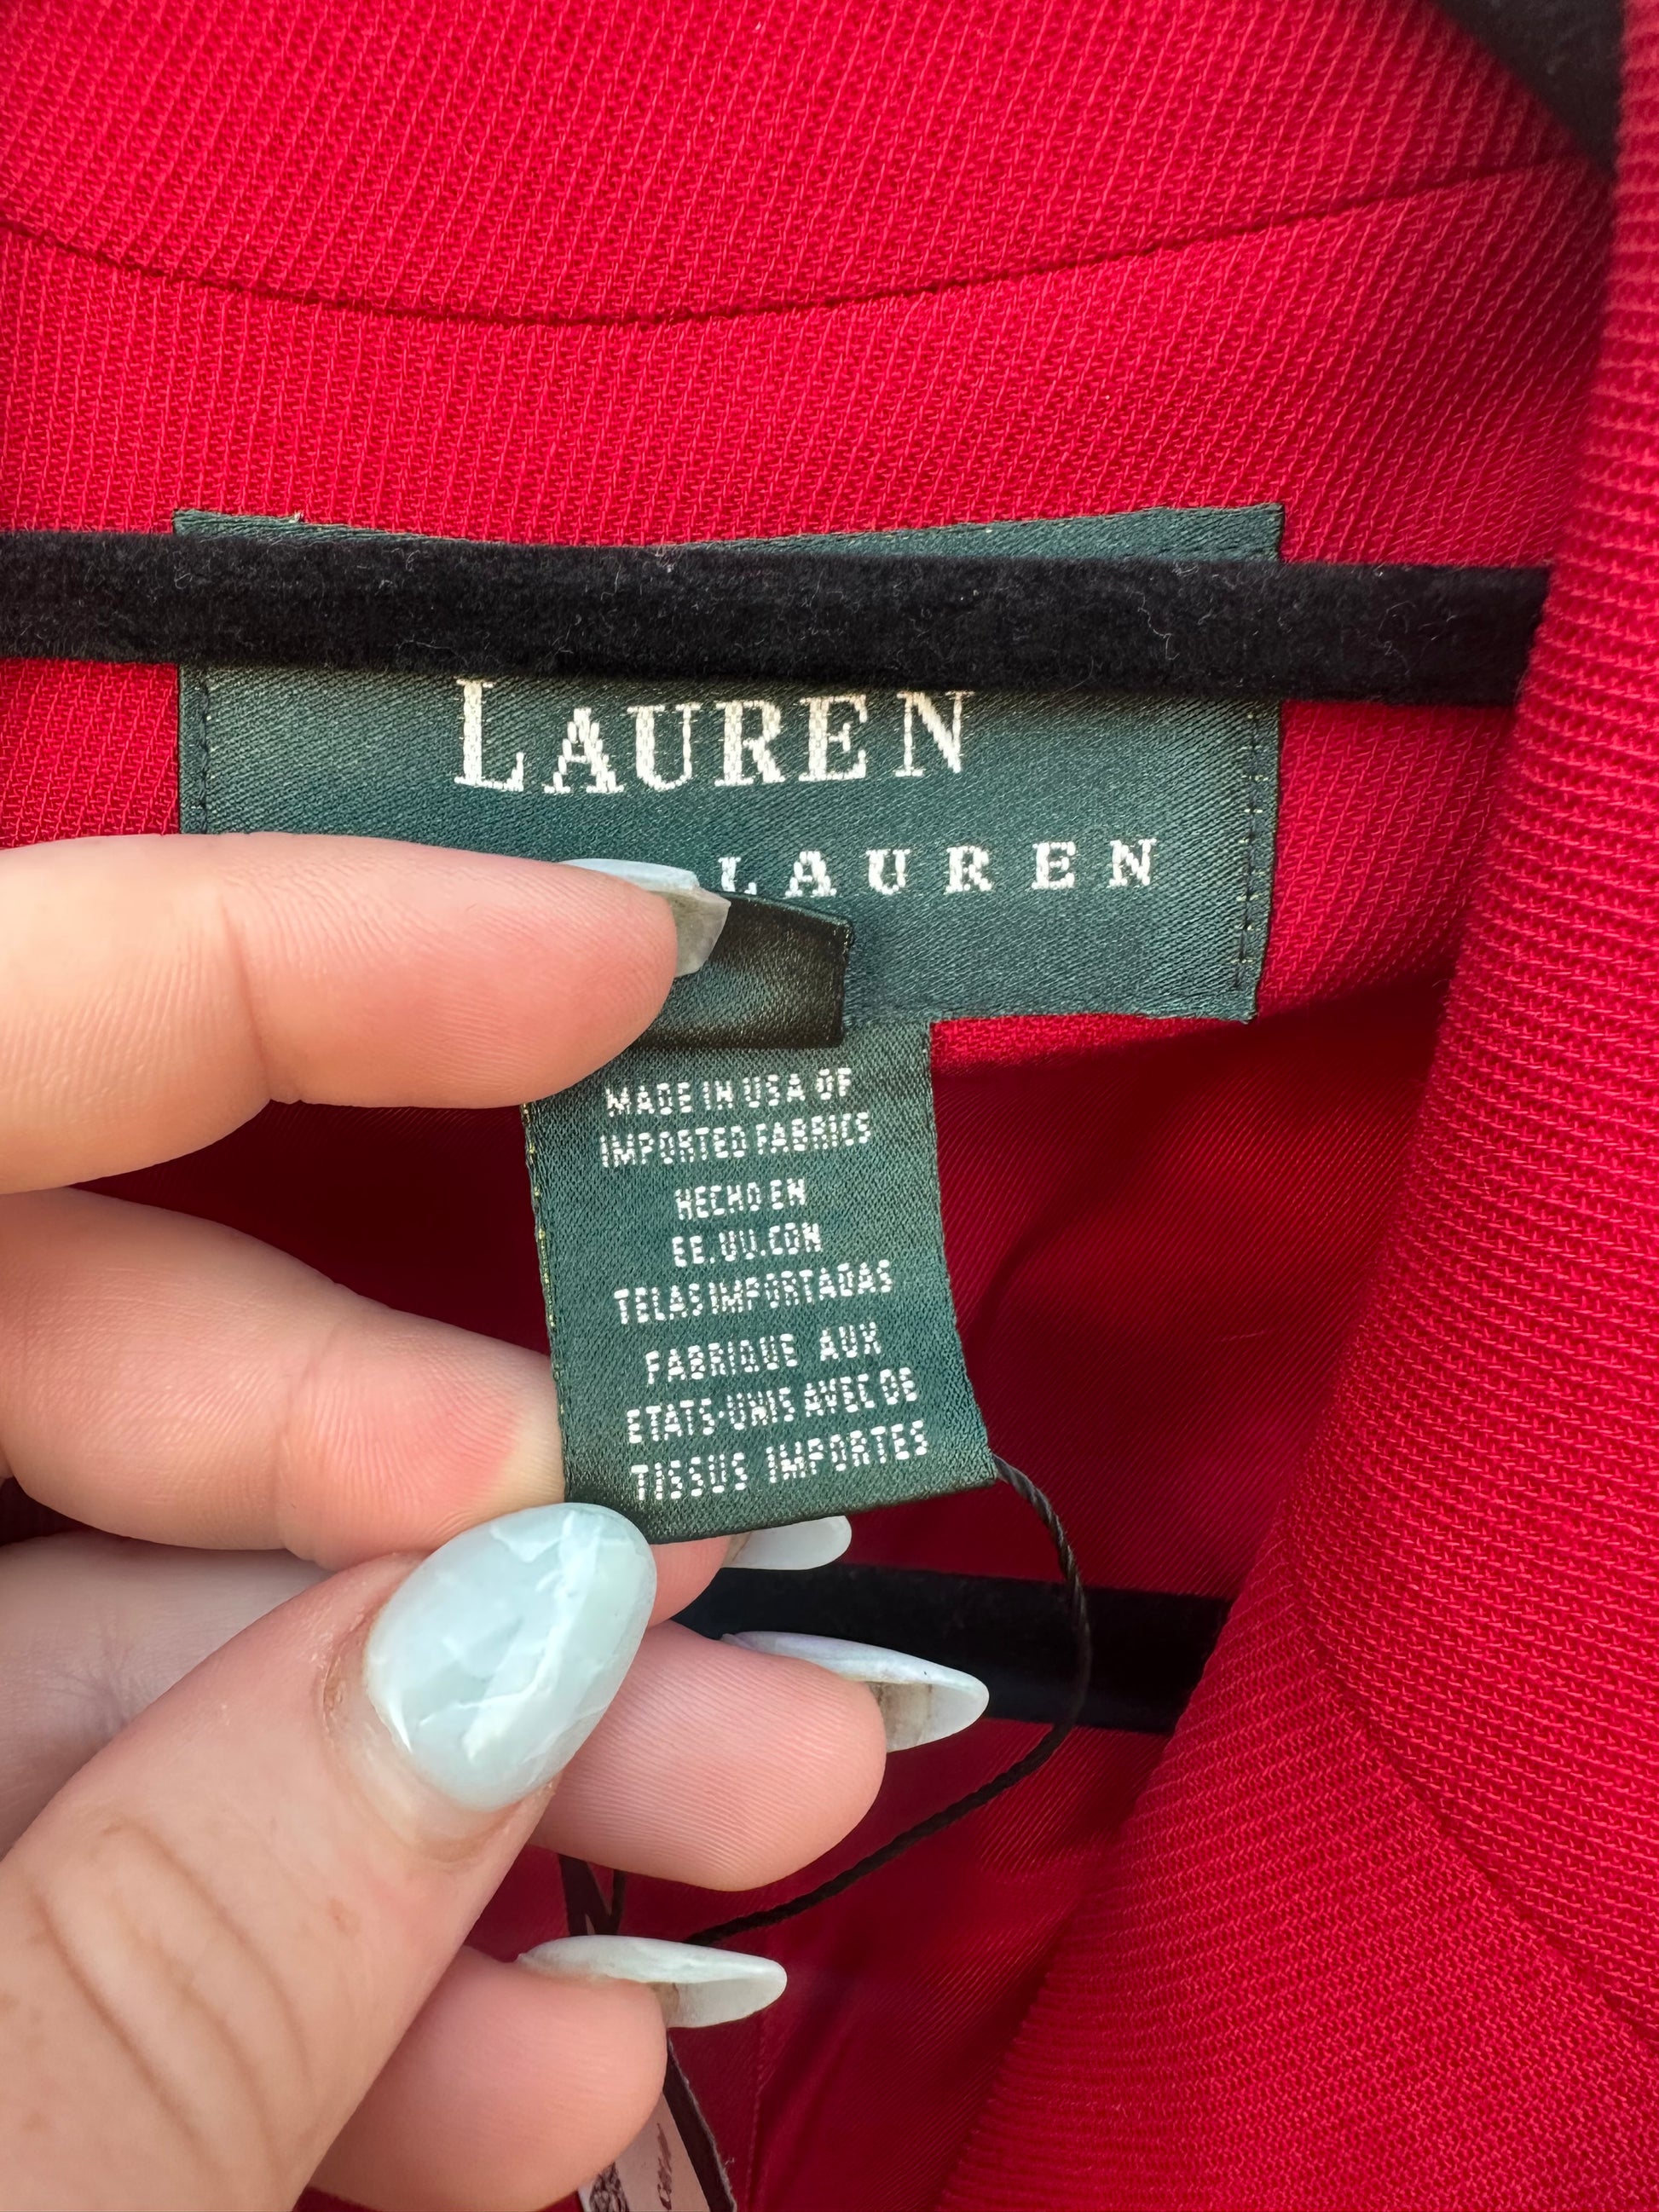 LAUREN
LAUREN
MADE IN USA OF
IMPORTED FABRICS
HECHO EN
EE.UU.CON
TELAS IMPORTADAS
FABRIQUE AUX
ETATS-UNIS AVEC DE
TISSUS IMPORTES